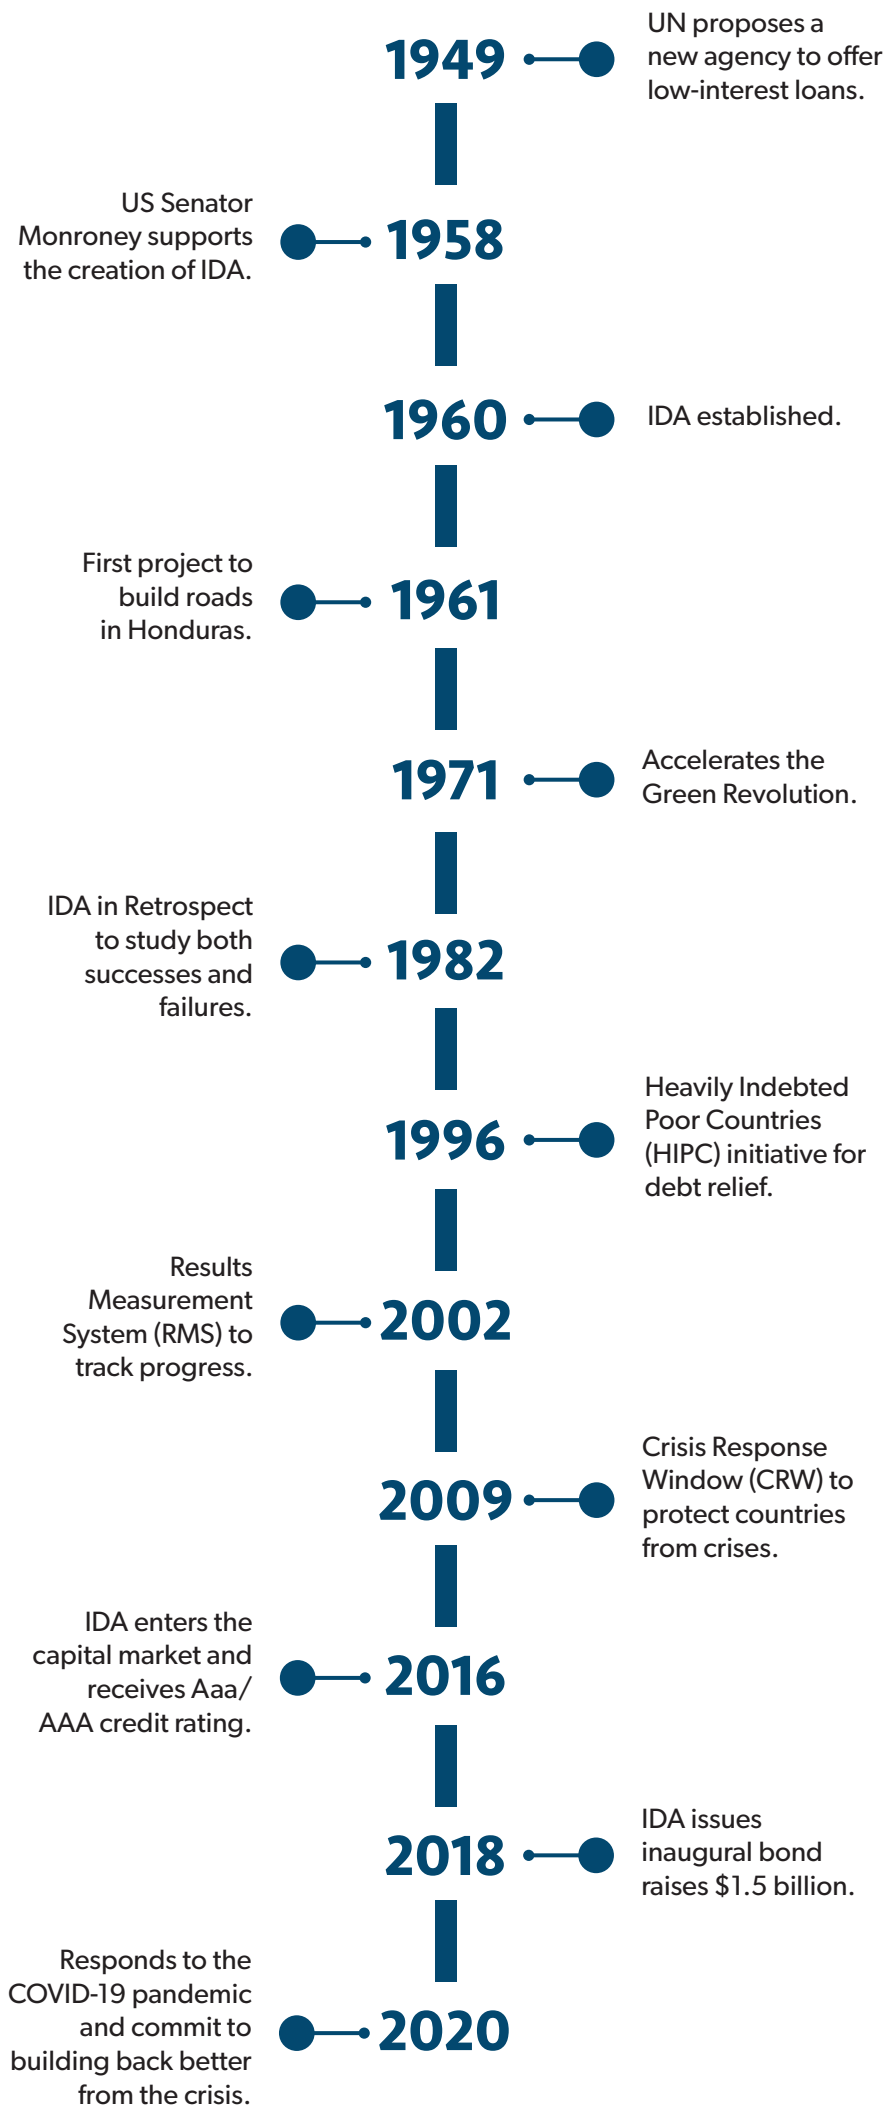 1949
UN proposes a
new agency to offer
low-interest loans.
US Senator
Monroney supports
the creation of IDA.
1958
1960
IDA established.
First project to
build roads
in Honduras.
1961
1971
Accelerates the
Green Revolution.
IDA in Retrospect
to study both
successes and
failures.
1982
1996
Heavily Indebted
Poor Countries
(HIPC) initiative for
debt relief.
Results
Measurement
System (RMS) to
track progress.
2002
2009
Crisis Response
Window (CRW) to
protect countries
from crises.
IDA enters the
capital market and
receives Aaa/
AAA credit rating.
2016
2018
IDA issues
inaugural bond
raises $1.5 billion.
Responds to the
COVID-19 pandemic
and commit to
building back better
from the crisis.
2020